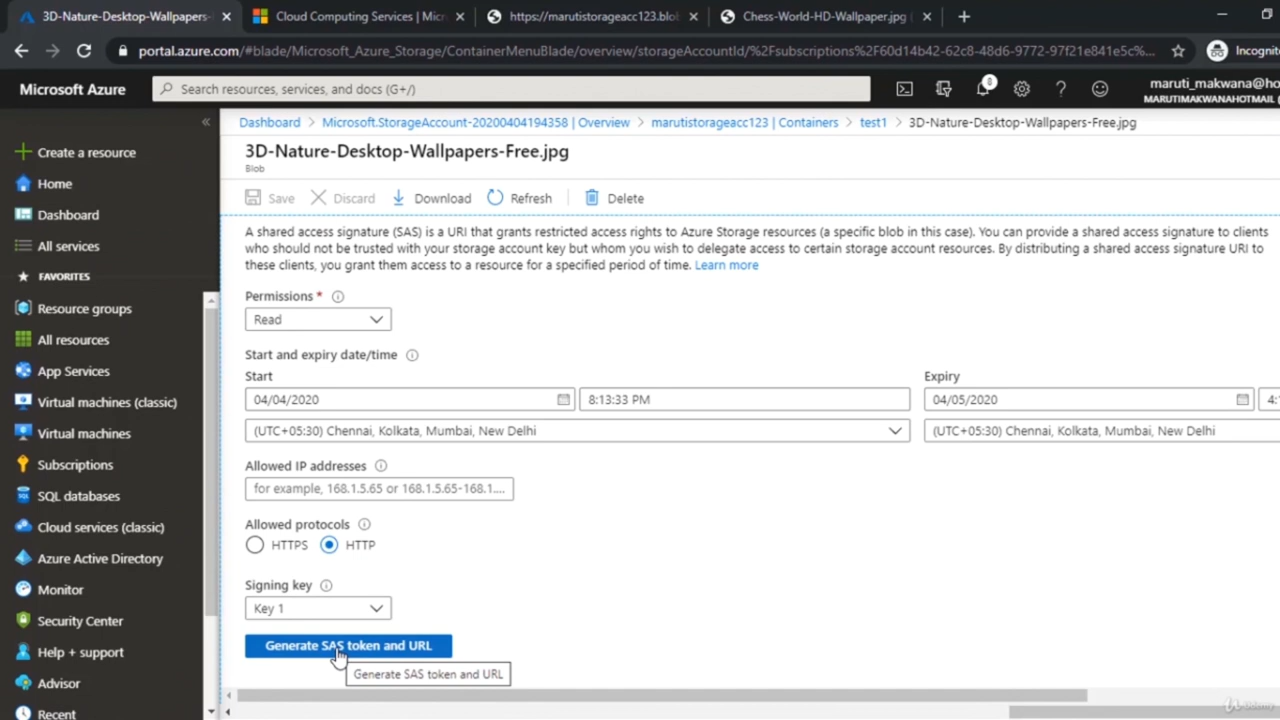 3D-Nature-Desktop-Wallpapers-
Cloud Computing Services | Micr
https://marutistorageacc123.blob
Chess-World-HD-Wallpaper.jpg (
portal.azure.com/#blade/Microsoft_Azure_Storage/ContainerMenuBlade/overview/storageAccountId/%2Fsubscriptions%2F60d14b42-62c8-48d6-9772-97f21e841e5c%...
Incognito
Microsoft Azure
Search resources, services, and docs (G+/)
8
maruti_makwana@ho
MARUTIMAKWANAHOTMAIL (
Dashboard > Microsoft.StorageAccount-20200404194358 | Overview > marutistorageacc123 | Containers > test1 > 3D-Nature-Desktop-Wallpapers-Free.jpg
Create a resource
Home
Dashboard
All services
FAVORITES
Resource groups
All resources
App Services
Virtual machines (classic)
Virtual machines
Subscriptions
SQL databases
Cloud services (classic)
Azure Active Directory
Monitor
Security Center
Help + support
Advisor
Recent
3D-Nature-Desktop-Wallpapers-Free.jpg
Blob
Save Discard Download Refresh Delete
A shared access signature (SAS) is a URI that grants restricted access rights to Azure Storage resources (a specific blob in this case). You can provide a shared access signature to clients
who should not be trusted with your storage account key but whom you wish to delegate access to certain storage account resources. By distributing a shared access signature URI to
these clients, you grant them access to a resource for a specified period of time. Learn more
Permissions *
Read
Start and expiry date/time
Start
Expiry
04/04/2020 8:13:33 PM
04/05/2020 4:1
(UTC+05:30) Chennai, Kolkata, Mumbai, New Delhi
(UTC+05:30) Chennai, Kolkata, Mumbai, New Delhi
Allowed IP addresses
for example, 168.1.5.65 or 168.1.5.65-168.1....
Allowed protocols
HTTPS HTTP
Signing key
Key 1
Generate SAS token and URL
Generate SAS token and URL
Udemy